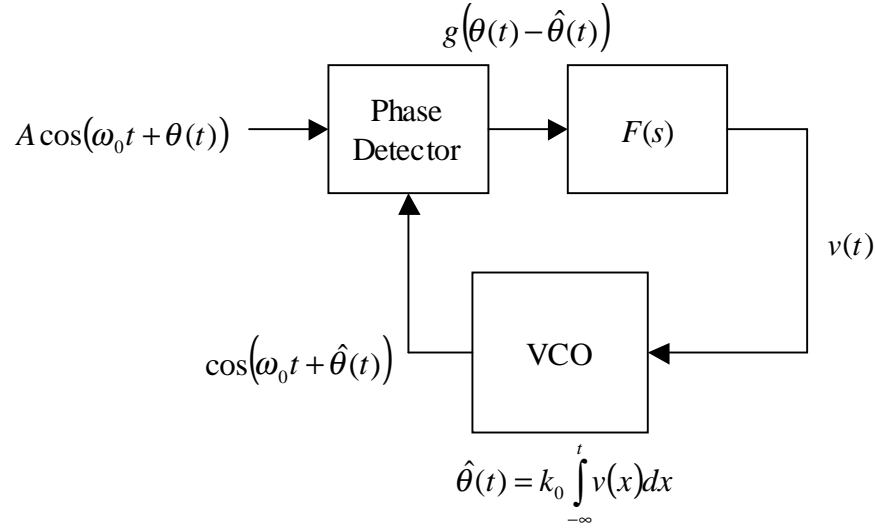 g(θ(t) − θ̂(t))
A cos(ω₀t + θ(t))
Phase
Detector
F(s)
v(t)
cos(ω₀t + θ̂(t))
VCO
θ̂(t) = k₀ ∫_{−∞}^{t} v(x)dx